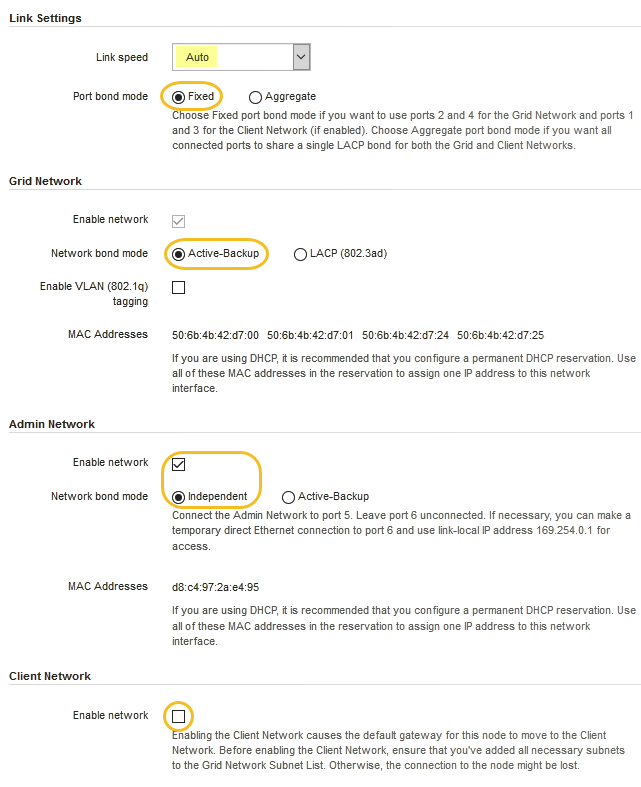 Link Settings
Link speed Auto
Port bond mode Fixed Aggregate
Choose Fixed port bond mode if you want to use ports 2 and 4 for the Grid Network and ports 1
and 3 for the Client Network (if enabled). Choose Aggregate port bond mode if you want all
connected ports to share a single LACP bond for both the Grid and Client Networks.
Grid Network
Enable network
Network bond mode Active-Backup LACP (802.3ad)
Enable VLAN (802.1q)
tagging
MAC Addresses 50:6b:4b:42:d7:00 50:6b:4b:42:d7:01 50:6b:4b:42:d7:24 50:6b:4b:42:d7:25
If you are using DHCP, it is recommended that you configure a permanent DHCP reservation. Use
all of these MAC addresses in the reservation to assign one IP address to this network
interface.
Admin Network
Enable network
Network bond mode Independent Active-Backup
Connect the Admin Network to port 5. Leave port 6 unconnected. If necessary, you can make a
temporary direct Ethernet connection to port 6 and use link-local IP address 169.254.0.1 for
access.
MAC Addresses d8:c4:97:2a:e4:95
If you are using DHCP, it is recommended that you configure a permanent DHCP reservation. Use
all of these MAC addresses in the reservation to assign one IP address to this network
interface.
Client Network
Enable network
Enabling the Client Network causes the default gateway for this node to move to the Client
Network. Before enabling the Client Network, ensure that you've added all necessary subnets
to the Grid Network Subnet List. Otherwise, the connection to the node might be lost.